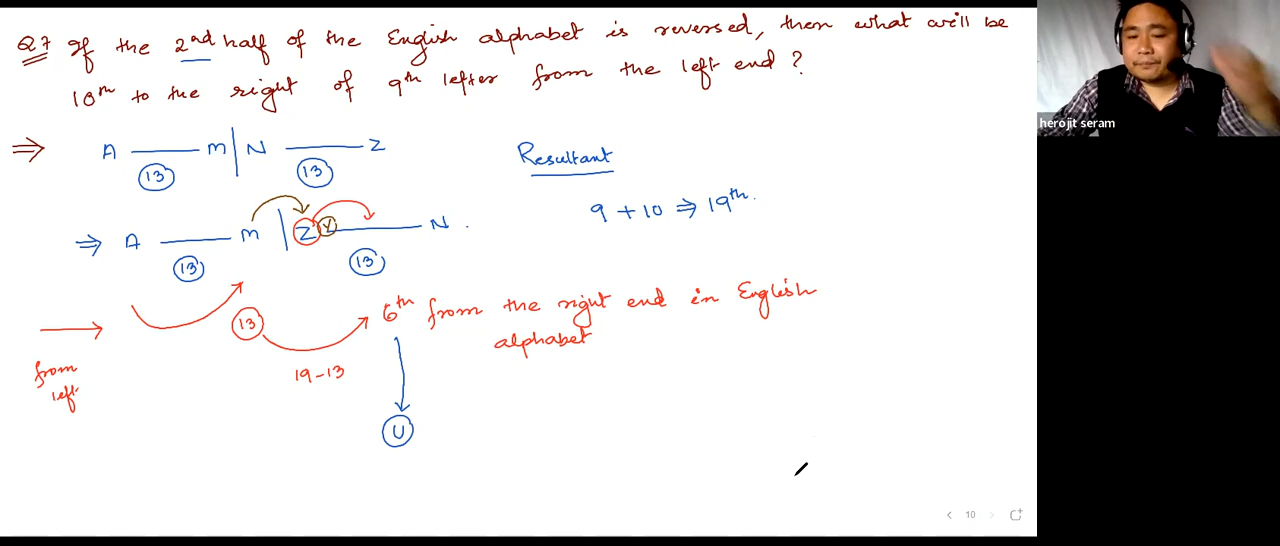 Q7 If the 2nd half of the English alphabet is reversed, then what will be
10th to the right of 9th letter from the left end ?
⇒ A — M | N — Z
13 13
Resultant
9 + 10 ⇒ 19th.
⇒ A — M | Z Y — N .
13 13
from left
13
19 - 13
6th from the right end in English
alphabet
U
herojit seram
10